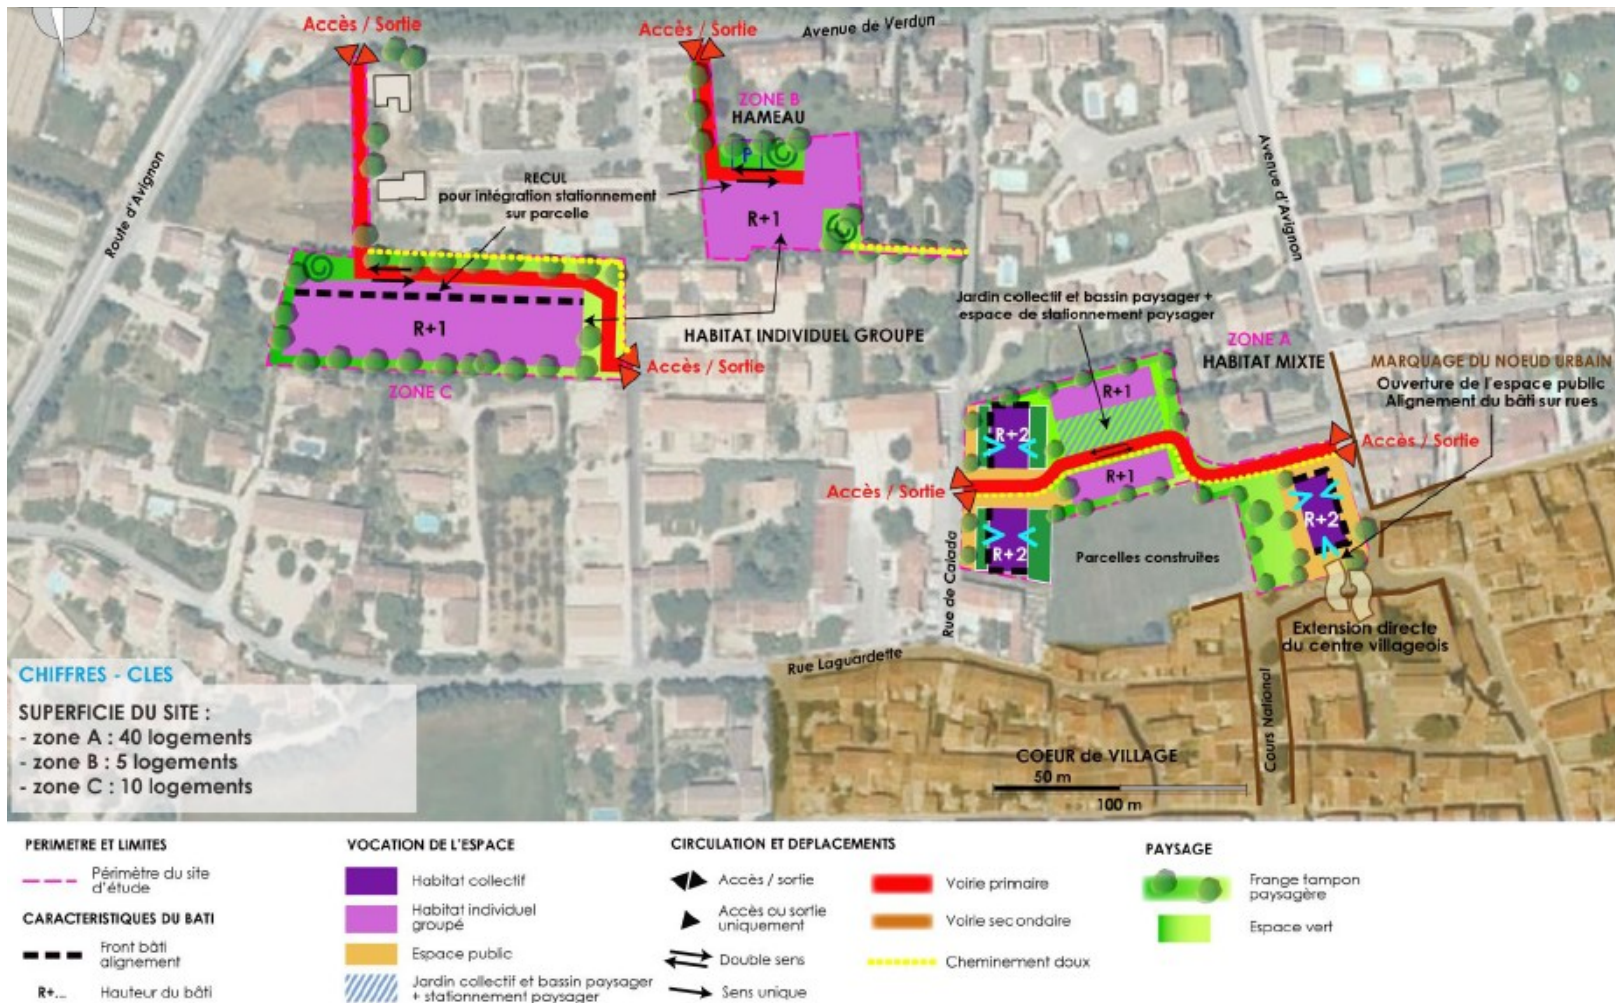 Accès / Sortie
Accès / Sortie
Avenue de Verdun
ZONE B
HAMEAU
P
Route d'Avignon
Avenue d'Avignon
RECUL
pour intégration stationnement
sur parcelle
R+1
R+1
Jardin collectif et bassin paysager +
espace de stationnement paysager
HABITAT INDIVIDUEL GROUPE
ZONE A
HABITAT MIXTE
MARQUAGE DU NOEUD URBAIN
Ouverture de l'espace public
Alignement du bâti sur rues
Accès / Sortie
ZONE C
R+1
R+2
Accès / Sortie
R+1
Accès / Sortie
R+2
R+2
Parcelles construites
Rue de Calada
Extension directe
du centre villageois
Rue Laguardette
Cours National
COEUR de VILLAGE
50 m
100 m
CHIFFRES - CLES
SUPERFICIE DU SITE :
- zone A : 40 logements
- zone B : 5 logements
- zone C : 10 logements
PERIMETRE ET LIMITES
Périmètre du site
d'étude
CARACTERISTIQUES DU BATI
Front bâti
alignement
R+... Hauteur du bâti
VOCATION DE L'ESPACE
Habitat collectif
Habitat individuel
groupé
Espace public
Jardin collectif et bassin paysager
+ stationnement paysager
CIRCULATION ET DEPLACEMENTS
Accès / sortie
Accès ou sortie
uniquement
Double sens
Sens unique
Voirie primaire
Voirie secondaire
Cheminement doux
PAYSAGE
Frange tampon
paysagère
Espace vert